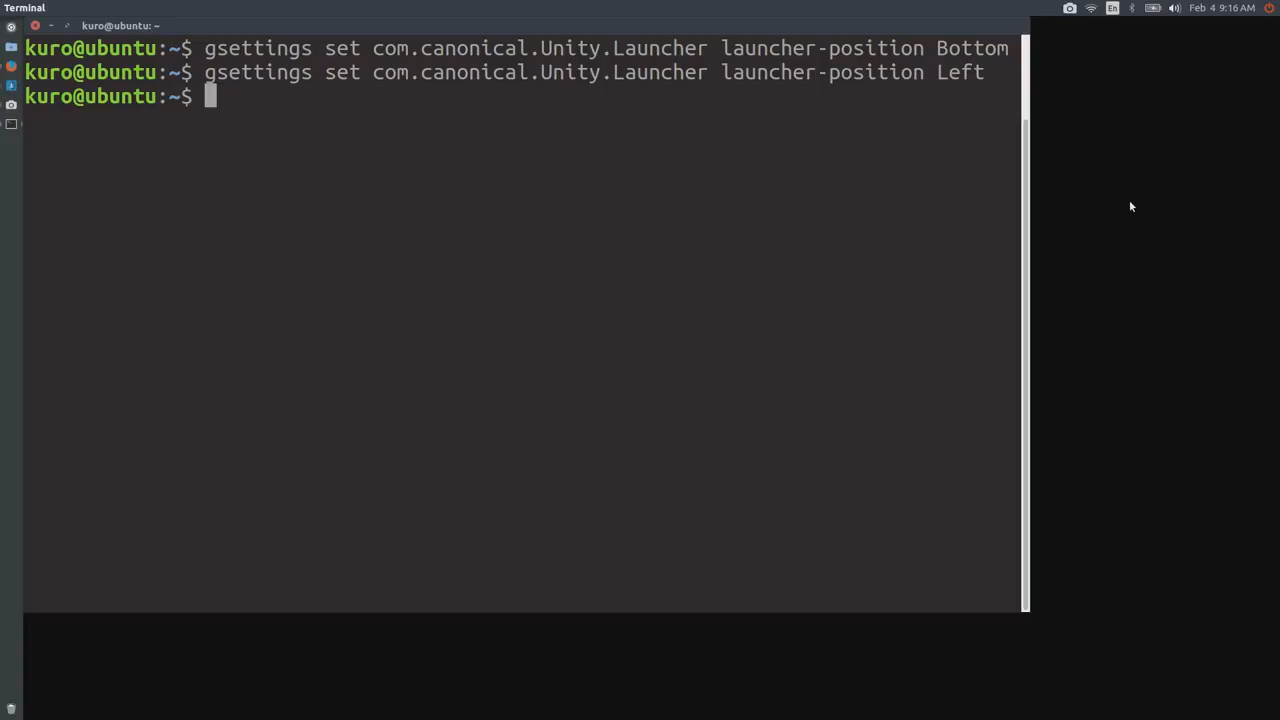 Terminal
En
Feb 4 9:16 AM
kuro@ubuntu: ~
kuro@ubuntu:~$ gsettings set com.canonical.Unity.Launcher launcher-position Bottom
kuro@ubuntu:~$ gsettings set com.canonical.Unity.Launcher launcher-position Left
kuro@ubuntu:~$